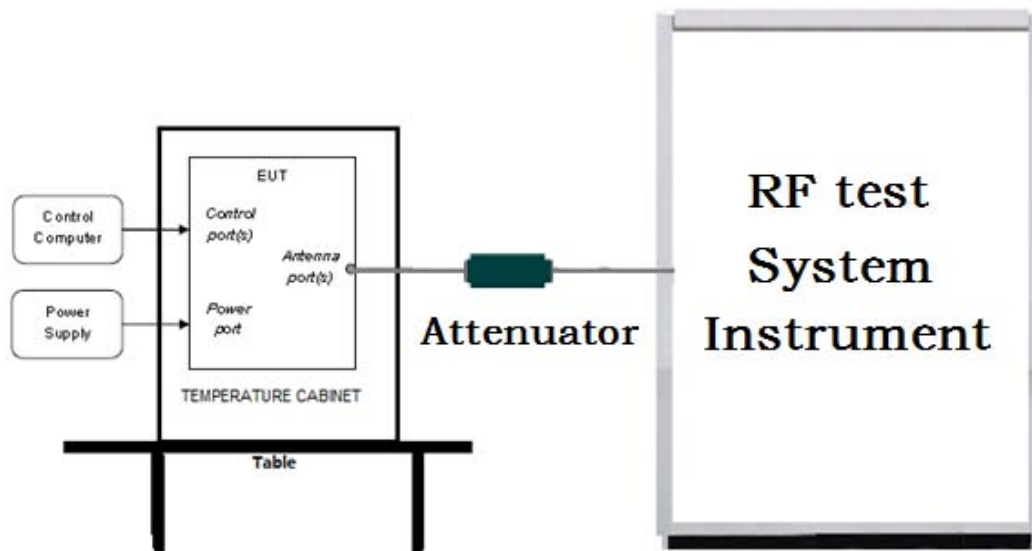 EUT
Control
port(s)
Antenna
port(s)
Power
port
Control
Computer
Power
Supply
TEMPERATURE CABINET
Table
Attenuator
RF test
System
Instrument